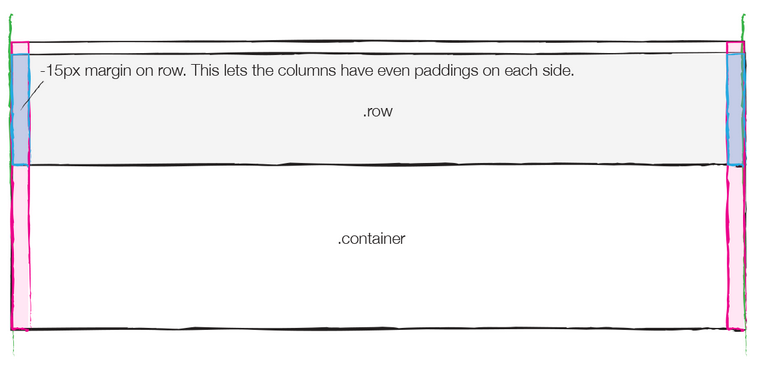 -15px margin on row. This lets the columns have even paddings on each side.
.row
.container